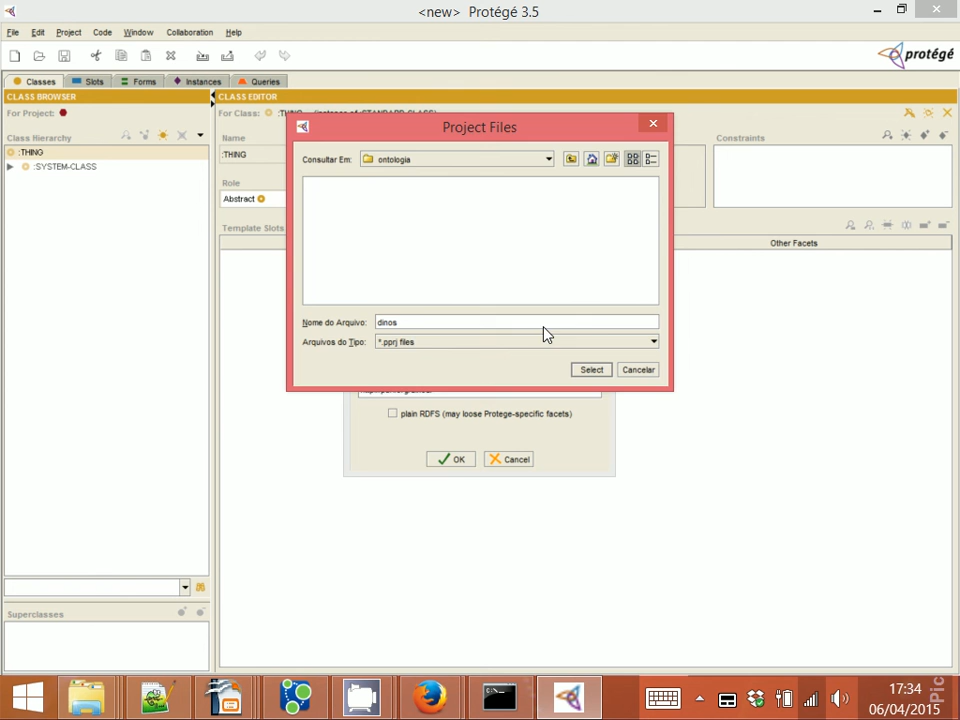 <new> Protégé 3.5
File Edit Project Code Window Collaboration Help
protégé
Classes Slots Forms Instances Queries
CLASS BROWSER
CLASS EDITOR
For Project:
For Class:
Project Files
Class Hierarchy
Name
Constraints
Consultar Em: ontologia
:THING
:THING
:SYSTEM-CLASS
Role
Abstract
Template Slots
Other Facets
Nome do Arquivo: dinos
Arquivos do Tipo: *.pprj files
Select Cancelar
plain RDFS (may loose Protege-specific facets)
OK Cancel
Superclasses
C:\_
17:34
06/04/2015
Pic